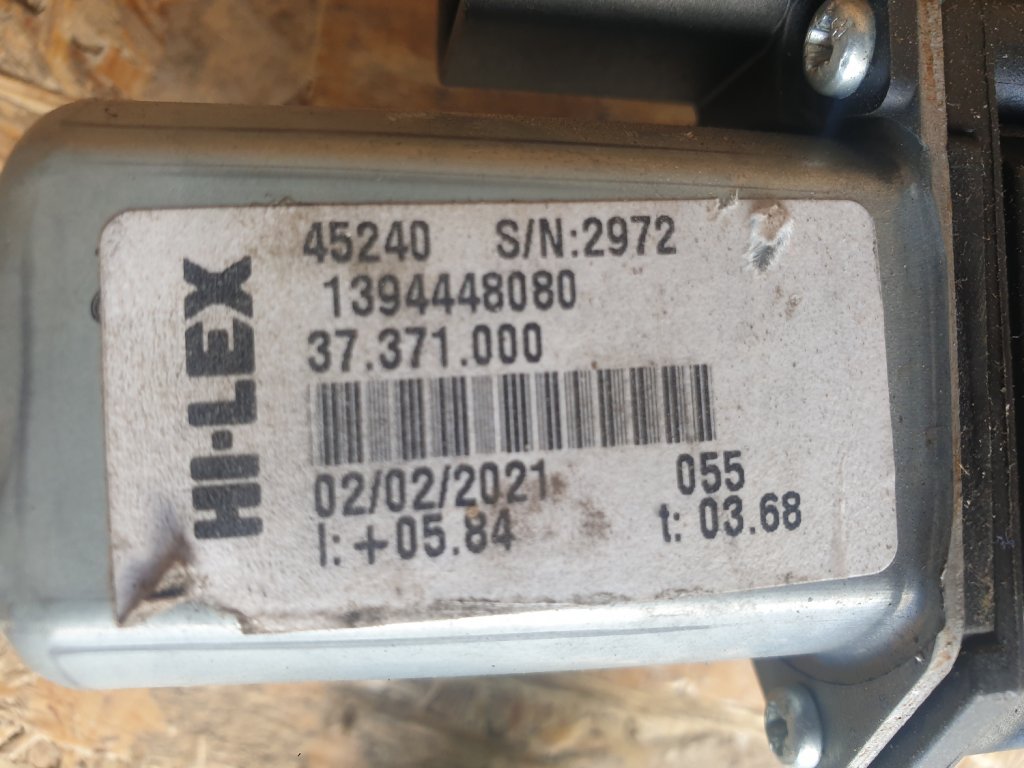 HI-LEX
45240 S/N:2972
1394448080
37.371.000
02/02/2021 055
I: +05.84 t: 03.68